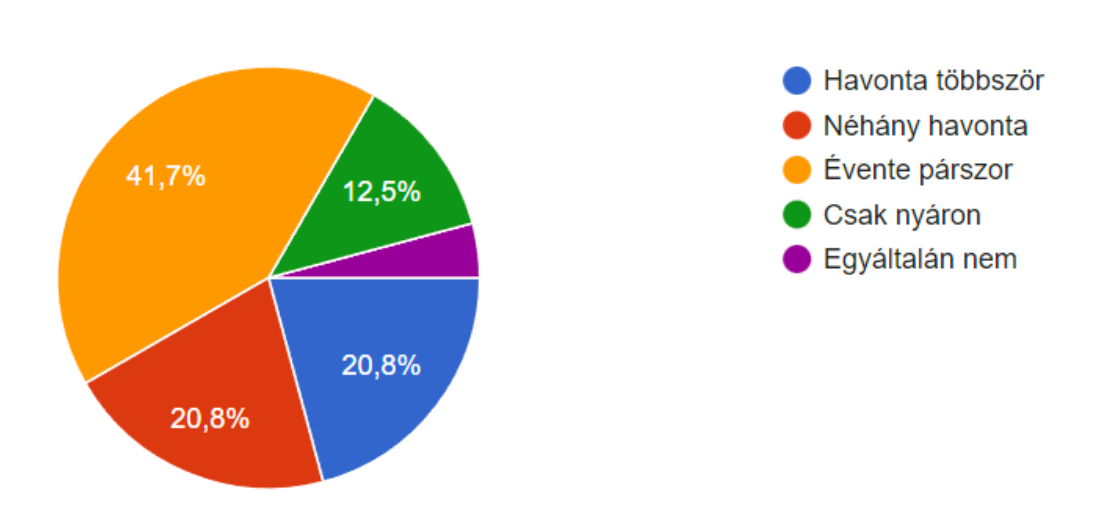 41,7%
12,5%
20,8%
20,8%
Havonta többször
Néhány havonta
Évente párszor
Csak nyáron
Egyáltalán nem